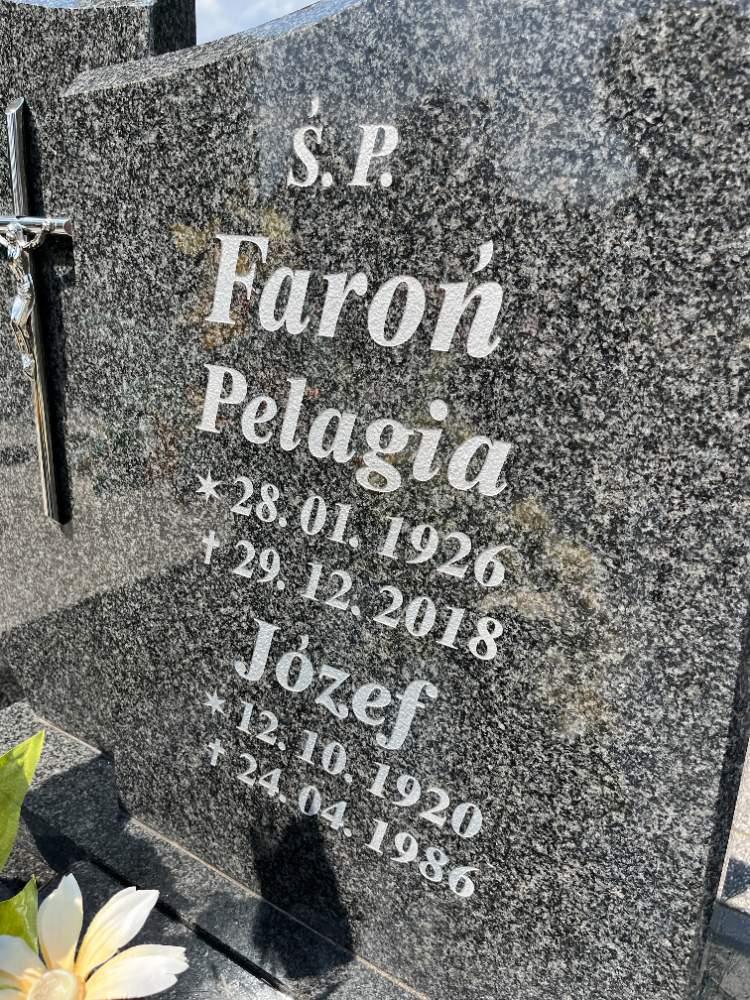 Ś. P.
Faroń
Pelagia
* 28. 01. 1926
† 29. 12. 2018
Józef
* 12. 10. 1920
† 24. 04. 1986